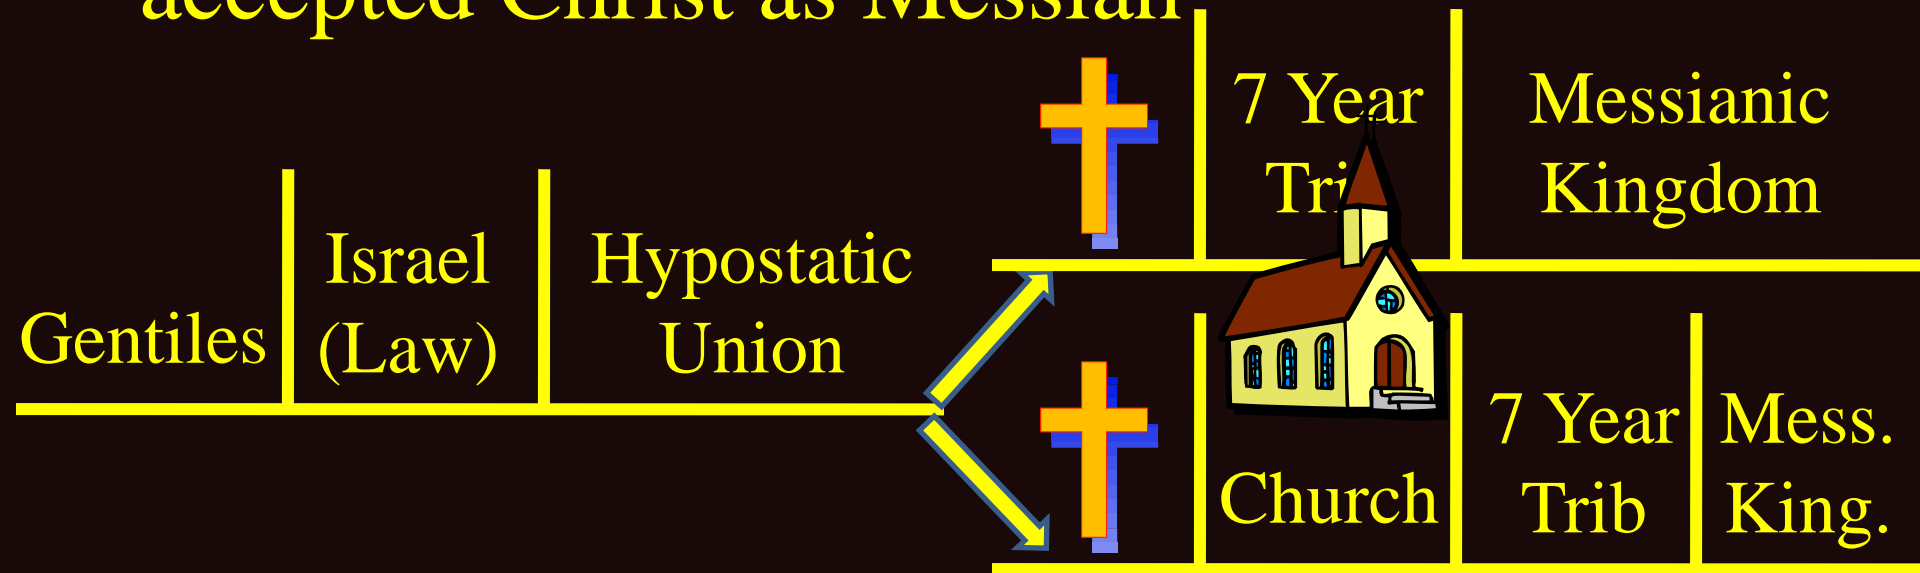 accepted Christ as Messiah
7 Year
Trib
Messianic
Kingdom
Gentiles
Israel
(Law)
Hypostatic
Union
Church
7 Year
Trib
Mess.
King.